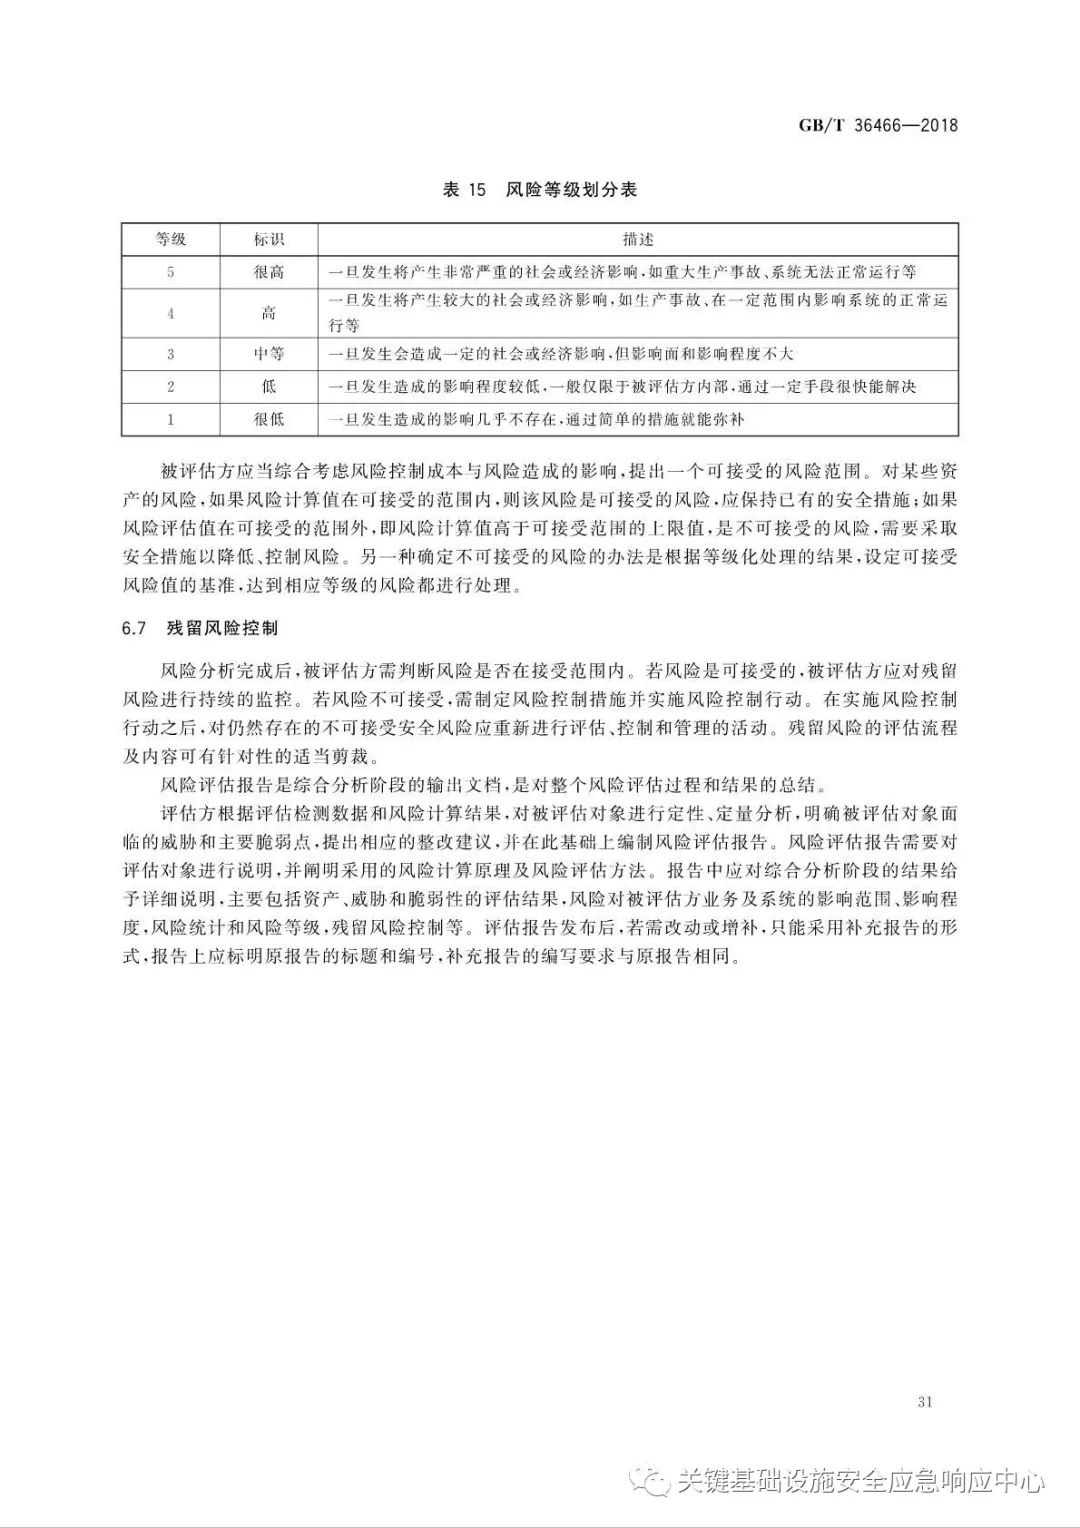 GB/T 36466—2018
表 15 风险等级划分表
等级 标识 描述
5 很高 一旦发生将产生非常严重的社会或经济影响,如重大生产事故、系统无法正常运行等
4 高 一旦发生将产生较大的社会或经济影响,如生产事故、在一定范围内影响系统的正常运
行等
3 中等 一旦发生会造成一定的社会或经济影响,但影响面和影响程度不大
2 低 一旦发生造成的影响程度较低,一般仅限于被评估方内部,通过一定手段很快能解决
1 很低 一旦发生造成的影响几乎不存在,通过简单的措施就能弥补
被评估方应当综合考虑风险控制成本与风险造成的影响,提出一个可接受的风险范围。对某些资
产的风险,如果风险计算值在可接受的范围内,则该风险是可接受的风险,应保持已有的安全措施;如果
风险评估值在可接受的范围外,即风险计算值高于可接受范围的上限值,是不可接受的风险,需要采取
安全措施以降低、控制风险。另一种确定不可接受的风险的办法是根据等级化处理的结果,设定可接受
风险值的基准,达到相应等级的风险都进行处理。
6.7 残留风险控制
风险分析完成后,被评估方需判断风险是否在接受范围内。若风险是可接受的,被评估方应对残留
风险进行持续的监控。若风险不可接受,需制定风险控制措施并实施风险控制行动。在实施风险控制
行动之后,对仍然存在的不可接受安全风险应重新进行评估、控制和管理的活动。残留风险的评估流程
及内容可有针对性的适当剪裁。
风险评估报告是综合分析阶段的输出文档,是对整个风险评估过程和结果的总结。
评估方根据评估检测数据和风险计算结果,对被评估对象进行定性、定量分析,明确被评估对象面
临的威胁和主要脆弱点,提出相应的整改建议,并在此基础上编制风险评估报告。风险评估报告需要对
评估对象进行说明,并阐明采用的风险计算原理及风险评估方法。报告中应对综合分析阶段的结果给
予详细说明,主要包括资产、威胁和脆弱性的评估结果,风险对被评估方业务及系统的影响范围、影响程
度,风险统计和风险等级,残留风险控制等。评估报告发布后,若需改动或增补,只能采用补充报告的形
式,报告上应标明原报告的标题和编号,补充报告的编写要求与原报告相同。
31
关键基础设施安全应急响应中心